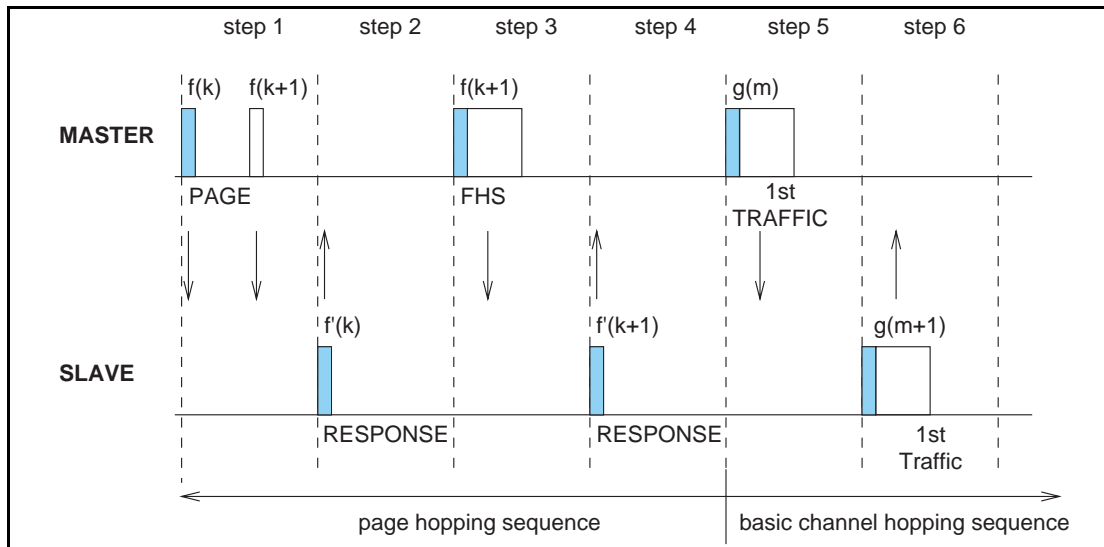 step 1 step 2 step 3 step 4 step 5 step 6
f(k) f(k+1) f(k+1) g(m)
MASTER
PAGE FHS 1st
TRAFFIC
f'(k) f'(k+1) g(m+1)
SLAVE
RESPONSE RESPONSE 1st
Traffic
page hopping sequence basic channel hopping sequence